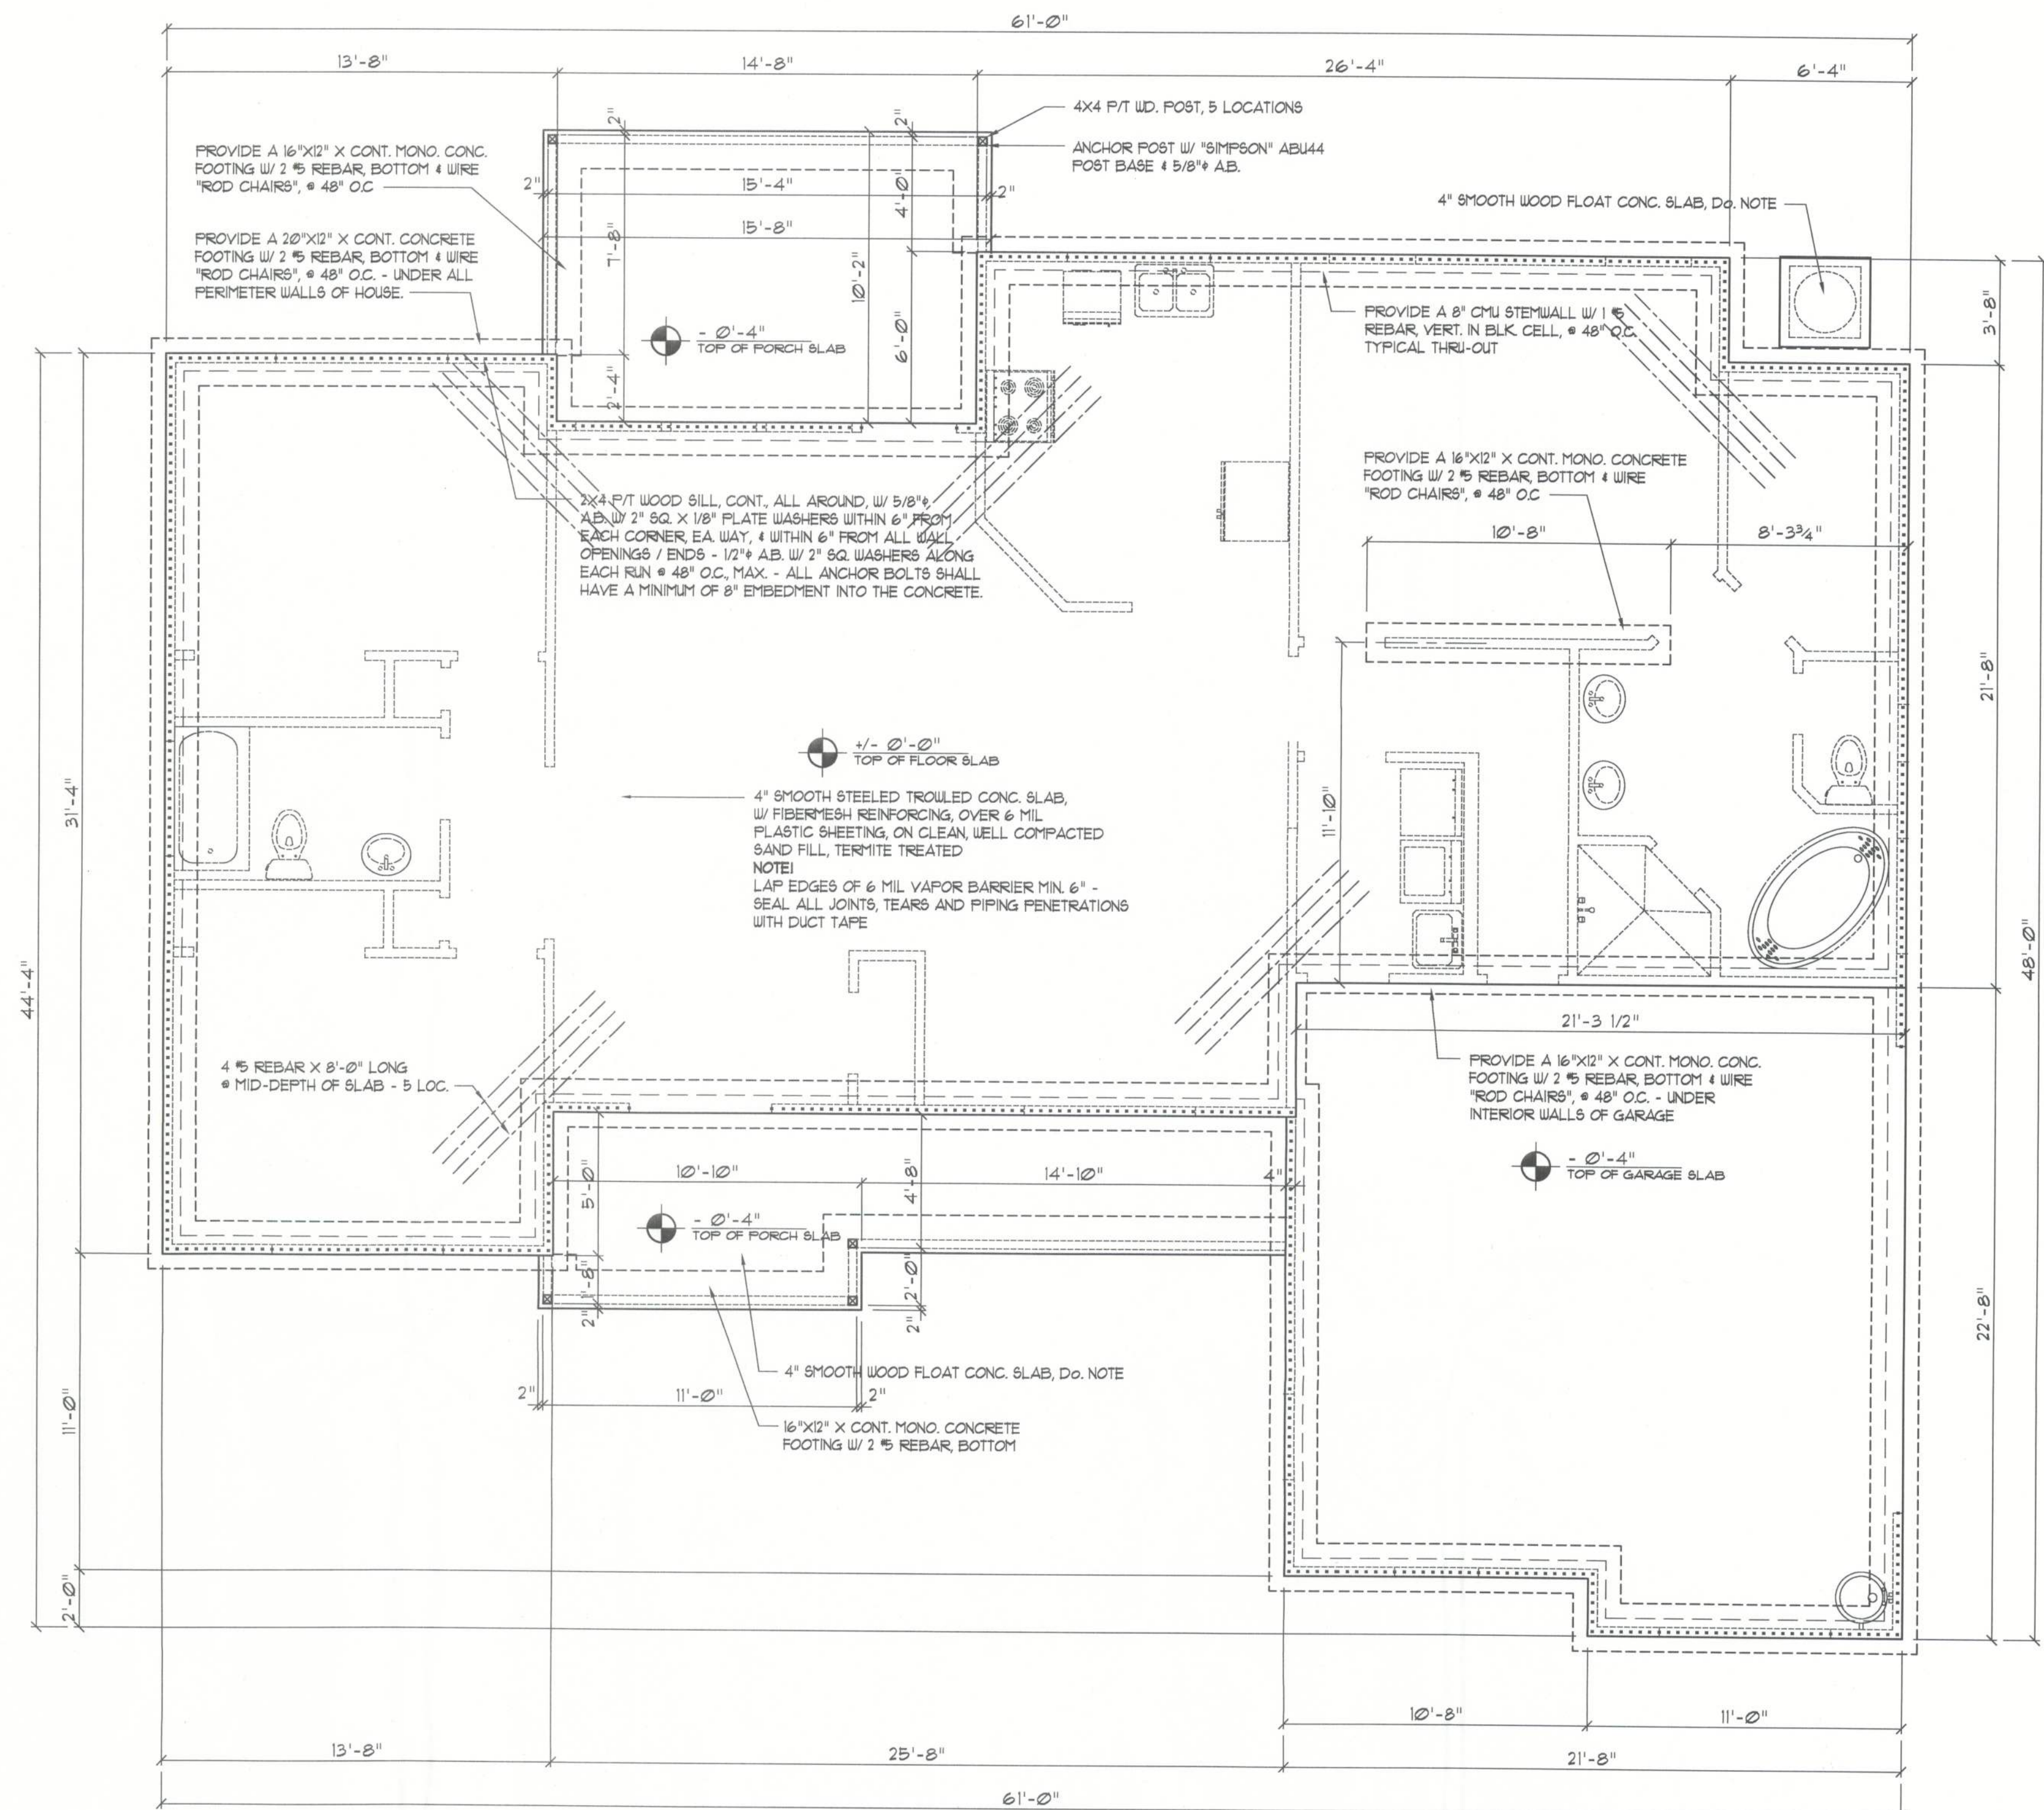 61'-0"
13'-8"
14'-8"
26'-4"
6'-4"
4X4 P/T WD. POST, 5 LOCATIONS
ANCHOR POST W/ "SIMPSON" ABU44
POST BASE & 5/8"φ A.B.
PROVIDE A 16"X12" X CONT. MONO. CONC.
FOOTING W/ 2 #5 REBAR, BOTTOM & WIRE
"ROD CHAIRS", @ 48" O.C
PROVIDE A 20"X12" X CONT. CONCRETE
FOOTING W/ 2 #5 REBAR, BOTTOM & WIRE
"ROD CHAIRS", @ 48" O.C. - UNDER ALL
PERIMETER WALLS OF HOUSE.
2"
2"
2"
15'-4"
2"
15'-8"
4'-0"
7'-8"
10'-2"
6'-0"
2'-4"
- 0'-4"
TOP OF PORCH SLAB
4" SMOOTH WOOD FLOAT CONC. SLAB, Do. NOTE
PROVIDE A 8" CMU STEMWALL W/ 1 #5
REBAR, VERT. IN BLK. CELL, @ 48" O.C.
TYPICAL THRU-OUT
3'-8"
PROVIDE A 16"X12" X CONT. MONO. CONCRETE
FOOTING W/ 2 #5 REBAR, BOTTOM & WIRE
"ROD CHAIRS", @ 48" O.C
10'-8"
8'-3¾"
2X4 P/T WOOD SILL, CONT., ALL AROUND, W/ 5/8"φ
A.B. W/ 2" SQ. X 1/8" PLATE WASHERS WITHIN 6" FROM
EACH CORNER, EA. WAY, & WITHIN 6" FROM ALL WALL
OPENINGS / ENDS - 1/2"φ A.B. W/ 2" SQ. WASHERS ALONG
EACH RUN @ 48" O.C., MAX. - ALL ANCHOR BOLTS SHALL
HAVE A MINIMUM OF 8" EMBEDMENT INTO THE CONCRETE.
21'-8"
31'-4"
+/- 0'-0"
TOP OF FLOOR SLAB
4" SMOOTH STEELED TROWLED CONC. SLAB,
W/ FIBERMESH REINFORCING, OVER 6 MIL
PLASTIC SHEETING, ON CLEAN, WELL COMPACTED
SAND FILL, TERMITE TREATED
NOTE!
LAP EDGES OF 6 MIL VAPOR BARRIER MIN. 6" -
SEAL ALL JOINTS, TEARS AND PIPING PENETRATIONS
WITH DUCT TAPE
11'-10"
44'-4"
48'-0"
21'-3 1/2"
4 #5 REBAR X 8'-0" LONG
@ MID-DEPTH OF SLAB - 5 LOC.
PROVIDE A 16"X12" X CONT. MONO. CONC.
FOOTING W/ 2 #5 REBAR, BOTTOM & WIRE
"ROD CHAIRS", @ 48" O.C. - UNDER
INTERIOR WALLS OF GARAGE
- 0'-4"
TOP OF GARAGE SLAB
5'-0"
10'-10"
4'-8"
14'-10"
4"
- 0'-4"
TOP OF PORCH SLAB
1'-8"
2'-0"
2"
2"
22'-8"
4" SMOOTH WOOD FLOAT CONC. SLAB, Do. NOTE
2"
11'-0"
2"
16"X12" X CONT. MONO. CONCRETE
FOOTING W/ 2 #5 REBAR, BOTTOM
11'-0"
2'-0"
10'-8"
11'-0"
13'-8"
25'-8"
21'-8"
61'-0"